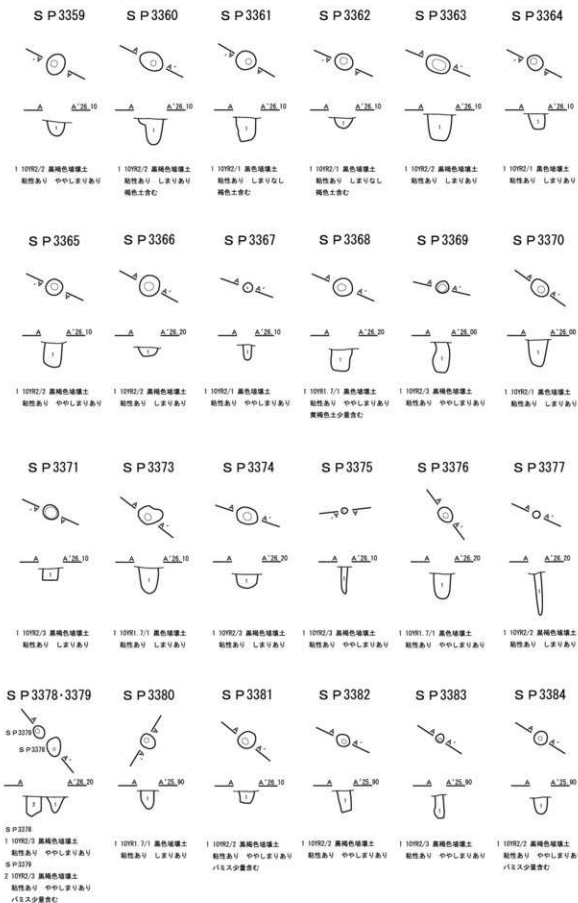 SP3359
A A' 26.10
1
1 10YR2/2 黒褐色埴壌土
粘性あり ややしまりあり
SP3360
A A' 26.10
1
1 10YR2/2 黒褐色埴壌土
粘性あり しまりあり
褐色土含む
SP3361
A A' 26.10
1
1 10YR2/1 黒色埴壌土
粘性あり しまりなし
褐色土含む
SP3362
A A' 26.10
1
1 10YR2/1 黒色埴壌土
粘性あり しまりなし
褐色土含む
SP3363
A A' 26.10
1
1 10YR2/2 黒褐色埴壌土
粘性あり しまりあり
SP3364
A A' 26.10
1
1 10YR2/1 黒色埴壌土
粘性あり しまりあり
SP3365
A A' 26.10
1
1 10YR2/2 黒褐色埴壌土
粘性あり ややしまりあり
SP3366
A A' 26.20
1
1 10YR2/2 黒褐色埴壌土
粘性あり しまりあり
SP3367
A A' 26.10
1
1 10YR2/1 黒色埴壌土
粘性あり ややしまりあり
SP3368
A A' 26.20
1
1 10YR1.7/1 黒色埴壌土
粘性あり ややしまりあり
黄褐色土少量含む
SP3369
A A' 26.00
1
1 10YR2/3 黒褐色埴壌土
粘性あり ややしまりあり
SP3370
A A' 26.00
1
1 10YR2/1 黒色埴壌土
粘性あり しまりあり
SP3371
A A' 26.10
1
1 10YR2/3 黒褐色埴壌土
粘性あり しまりあり
SP3373
A A' 26.10
1
1 10YR1.7/1 黒色埴壌土
粘性あり しまりあり
SP3374
A A' 26.20
1
1 10YR2/3 黒褐色埴壌土
粘性あり しまりあり
SP3375
A A' 26.10
1
1 10YR2/3 黒褐色埴壌土
粘性あり ややしまりあり
SP3376
A A' 26.20
1
1 10YR1.7/1 黒色埴壌土
粘性あり ややしまりあり
SP3377
A A' 26.20
1
1 10YR2/2 黒褐色埴壌土
粘性あり しまりあり
SP3378・3379
SP3379
SP3378
A A' 26.20
2 1
SP3378
1 10YR2/3 黒褐色埴壌土
粘性あり ややしまりあり
SP3379
2 10YR2/3 黒褐色埴壌土
粘性あり ややしまりあり
パミス少量含む
SP3380
A A' 25.90
1
1 10YR1.7/1 黒色埴壌土
粘性あり しまりあり
SP3381
A A' 26.10
1
1 10YR2/2 黒褐色埴壌土
粘性あり ややしまりあり
パミス少量含む
SP3382
A A' 25.90
1
1 10YR2/2 黒褐色埴壌土
粘性あり ややしまりあり
SP3383
A A' 25.90
1
1 10YR2/2 黒褐色埴壌土
粘性あり ややしまりあり
SP3384
A A' 25.90
1
1 10YR2/2 黒褐色埴壌土
粘性あり ややしまりあり
パミス少量含む